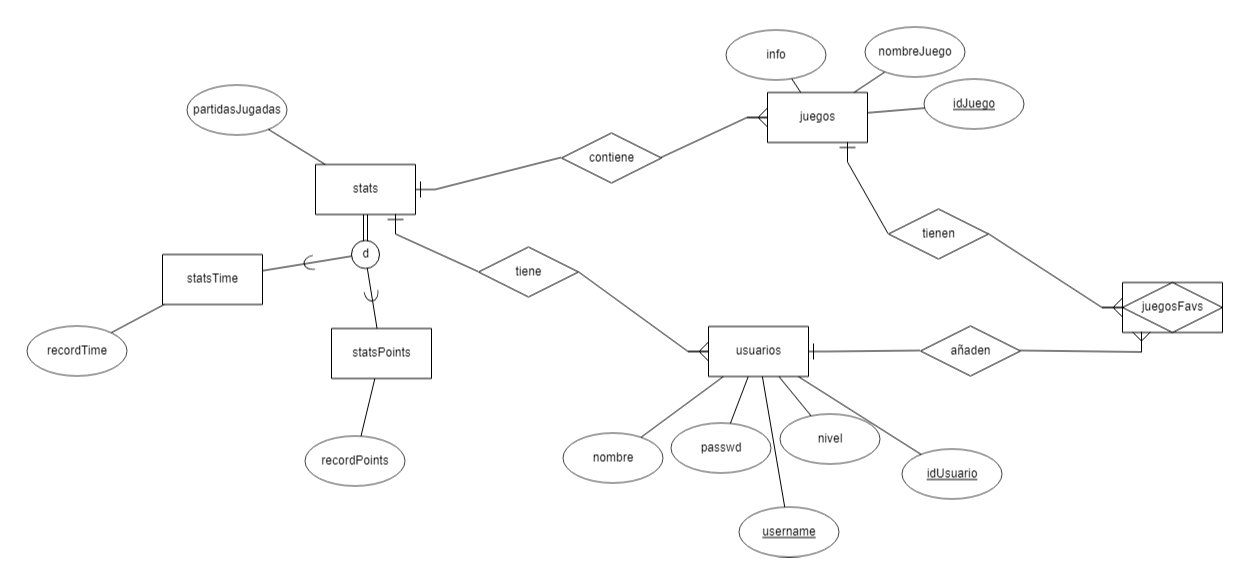 info
nombreJuego
idJuego
partidasJugadas
juegos
contiene
stats
tienen
d
tiene
statsTime
juegosFavs
recordTime
statsPoints
usuarios
añaden
nombre
passwd
nivel
recordPoints
idUsuario
username